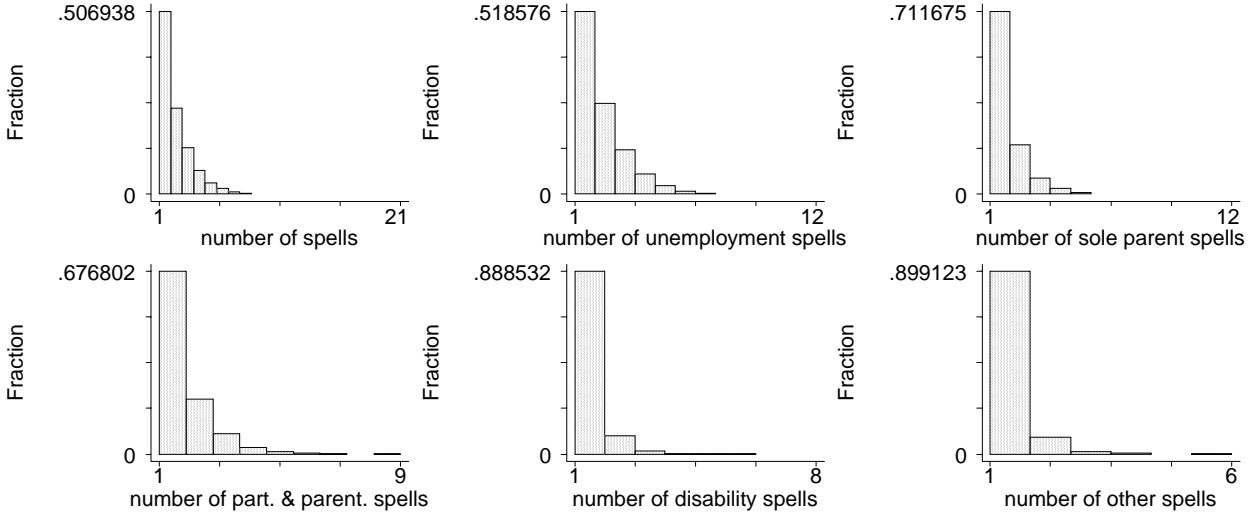 .506938
Fraction
0
1
21
number of spells
.518576
Fraction
0
1
12
number of unemployment spells
.711675
Fraction
0
1
12
number of sole parent spells
.676802
Fraction
0
1
9
number of part. & parent. spells
.888532
Fraction
0
1
8
number of disability spells
.899123
Fraction
0
1
6
number of other spells